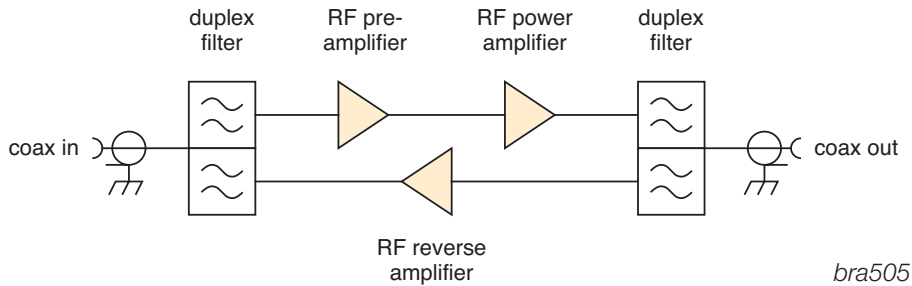 duplex
filter
RF pre-
amplifier
RF power
amplifier
duplex
filter
coax in
coax out
RF reverse
amplifier
bra505